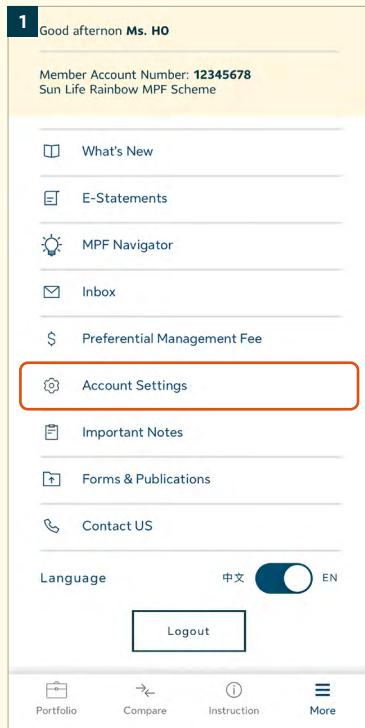 1
Good afternoon Ms. HO
Member Account Number: 12345678
Sun Life Rainbow MPF Scheme
What's New
E-Statements
MPF Navigator
Inbox
Preferential Management Fee
Account Settings
Important Notes
Forms & Publications
Contact US
Language 中文 EN
Logout
Portfolio Compare Instruction More